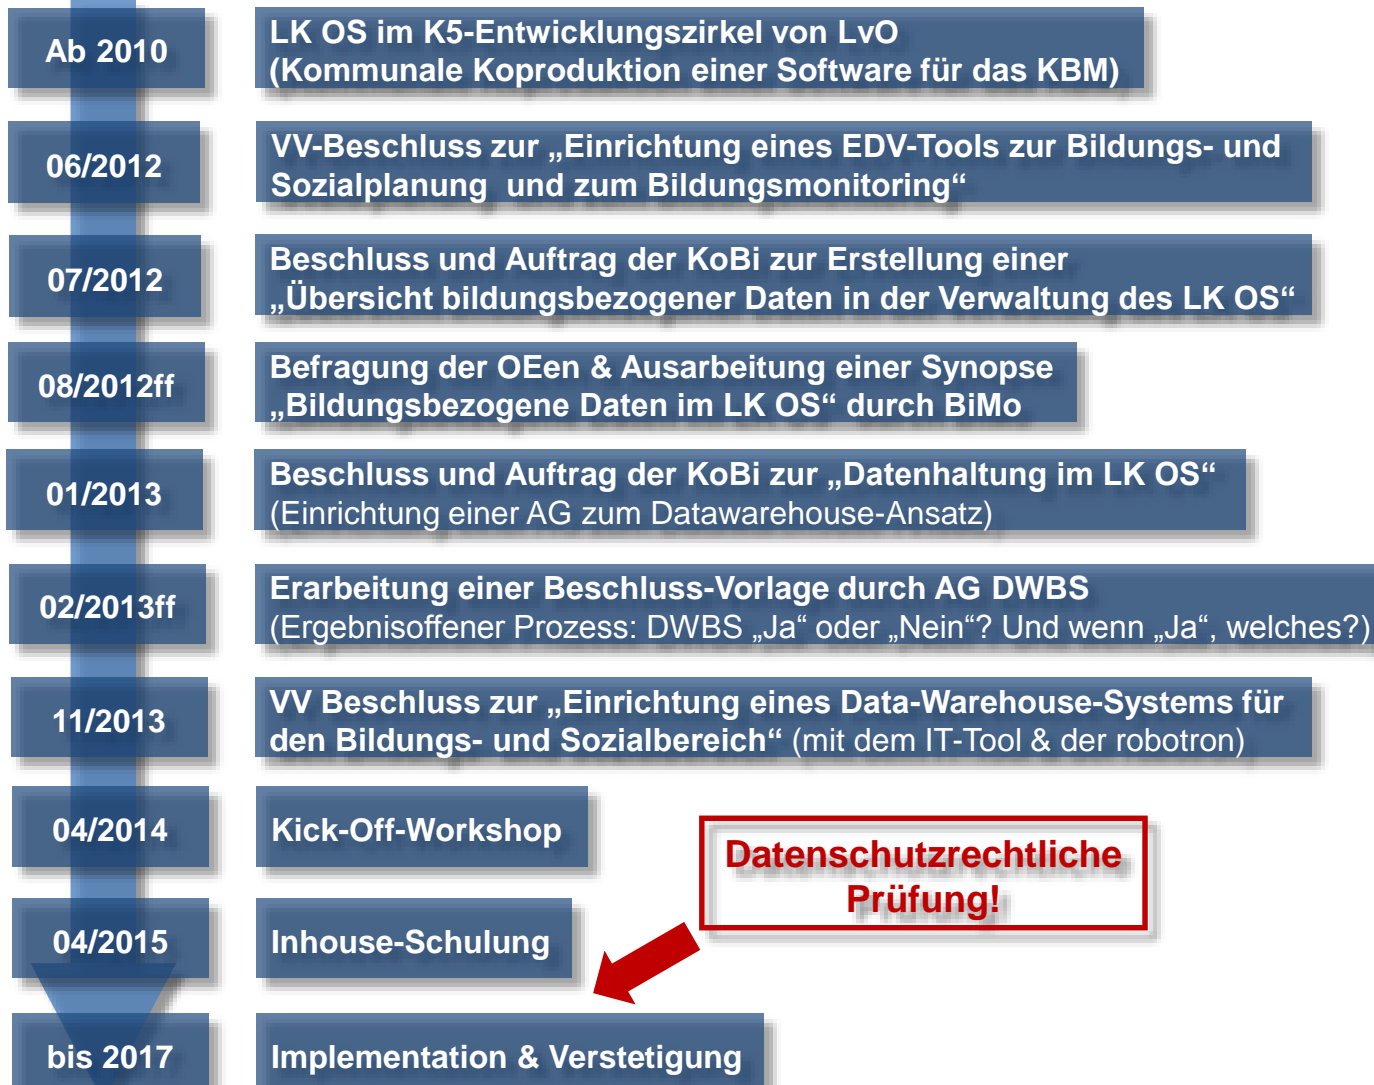 Ab 2010
LK OS im K5-Entwicklungszirkel von LvO
(Kommunale Koproduktion einer Software für das KBM)
06/2012
VV-Beschluss zur „Einrichtung eines EDV-Tools zur Bildungs- und
Sozialplanung und zum Bildungsmonitoring“
07/2012
Beschluss und Auftrag der KoBi zur Erstellung einer
„Übersicht bildungsbezogener Daten in der Verwaltung des LK OS“
08/2012ff
Befragung der OEen & Ausarbeitung einer Synopse
„Bildungsbezogene Daten im LK OS“ durch BiMo
01/2013
Beschluss und Auftrag der KoBi zur „Datenhaltung im LK OS“
(Einrichtung einer AG zum Datawarehouse-Ansatz)
02/2013ff
Erarbeitung einer Beschluss-Vorlage durch AG DWBS
(Ergebnisoffener Prozess: DWBS „Ja“ oder „Nein“? Und wenn „Ja“, welches?)
11/2013
VV Beschluss zur „Einrichtung eines Data-Warehouse-Systems für
den Bildungs- und Sozialbereich“ (mit dem IT-Tool & der robotron)
04/2014
Kick-Off-Workshop
Datenschutzrechtliche
Prüfung!
04/2015
Inhouse-Schulung
bis 2017
Implementation & Verstetigung